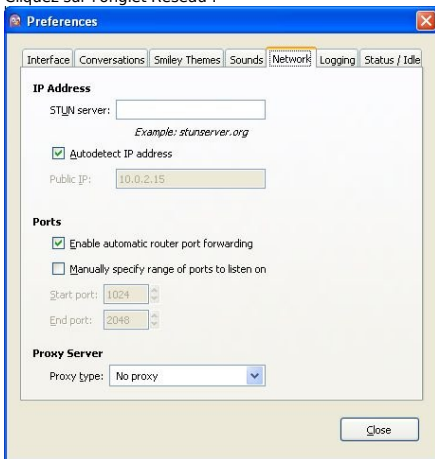 Cliquez sur l'onglet Réseau :
Preferences
Interface Conversations Smiley Themes Sounds Network Logging Status / Idle
IP Address
STUN server:
Example: stunserver.org
Autodetect IP address
Public IP: 10.0.2.15
Ports
Enable automatic router port forwarding
Manually specify range of ports to listen on
Start port: 1024
End port: 2048
Proxy Server
Proxy type: No proxy
Close